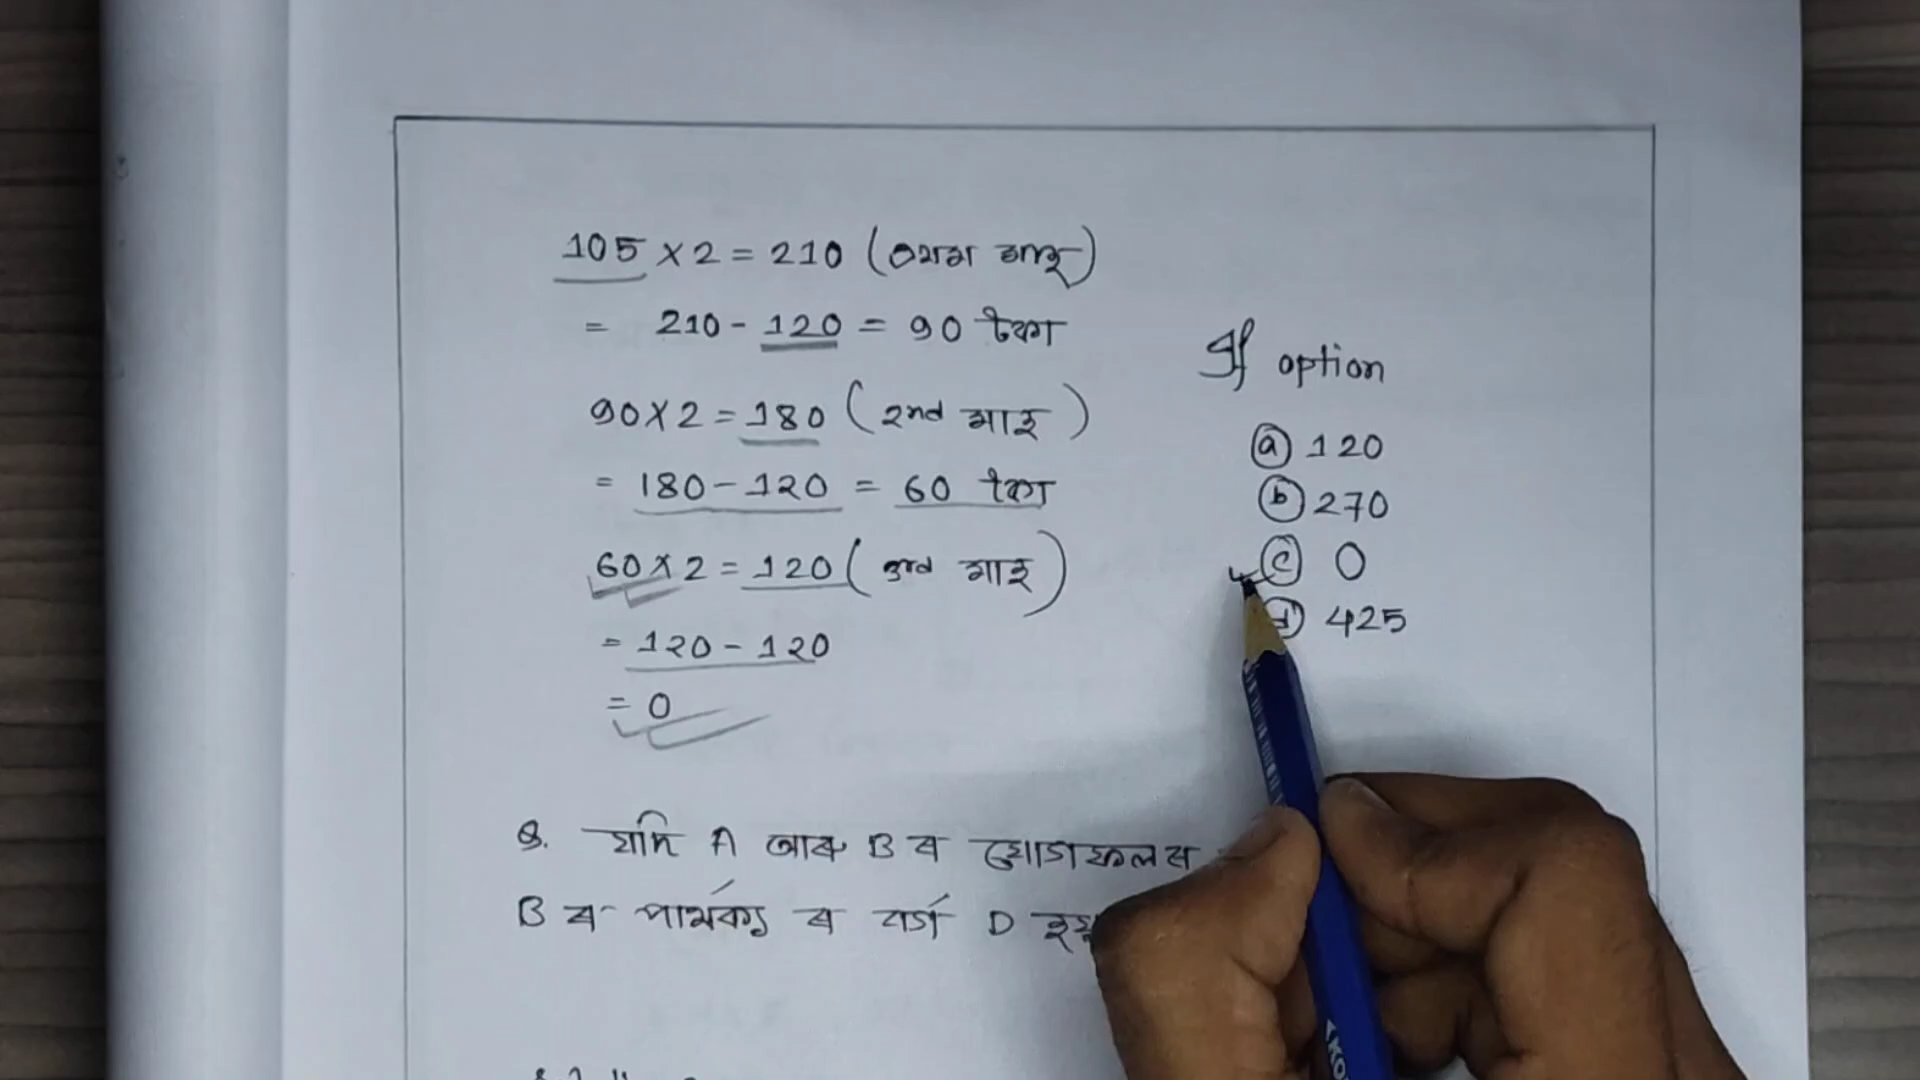 105 × 2 = 210 (প্ৰথম ভাই)
= 210 - 120 = 90 টকা
90 × 2 = 180 (2nd ভাই)
= 180 - 120 = 60 টকা
60 × 2 = 120 (3rd ভাই)
= 120 - 120
= 0
If option
(a) 120
(b) 270
(c) 0
(d) 425
Q. যদি A আৰু B ৰ যোগফলৰ
B ৰ পাৰ্থক্য ৰ বৰ্গ D হয়